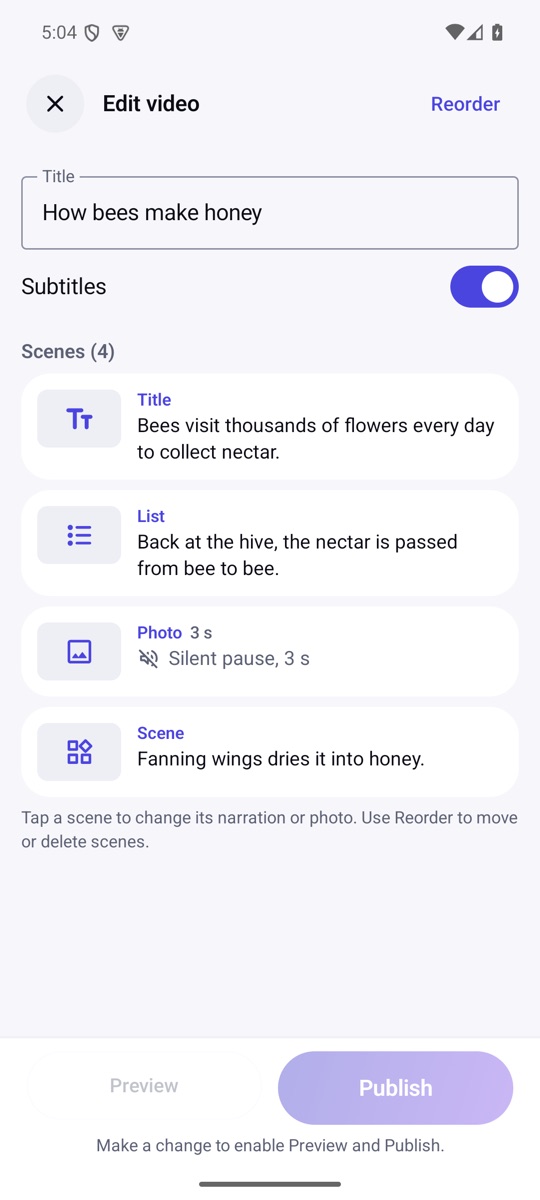 5:04
Edit video
Reorder
Title
How bees make honey
Subtitles
Scenes (4)
Title
Bees visit thousands of flowers every day
to collect nectar.
List
Back at the hive, the nectar is passed
from bee to bee.
Photo 3 s
Silent pause, 3 s
Scene
Fanning wings dries it into honey.
Tap a scene to change its narration or photo. Use Reorder to move
or delete scenes.
Preview
Publish
Make a change to enable Preview and Publish.